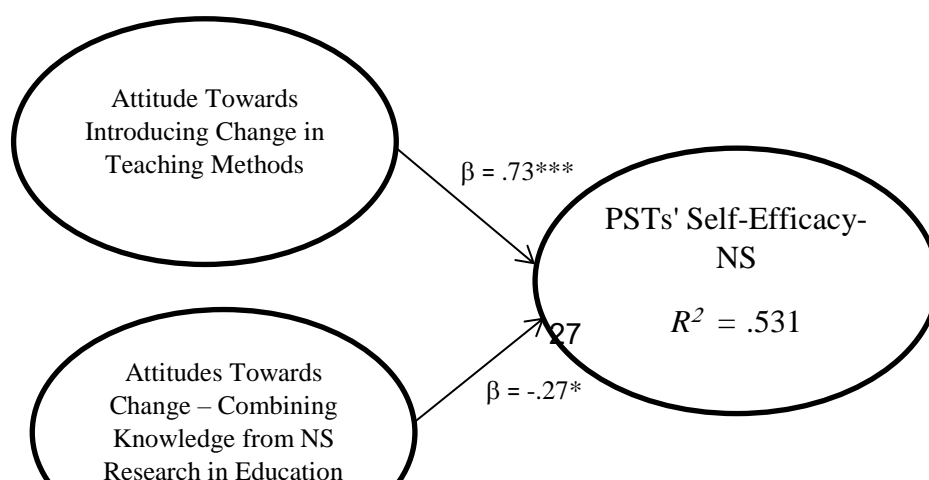 Attitude Towards
Introducing Change in
Teaching Methods
β = .73***
PSTs' Self-Efficacy-
NS
R² = .531
27
β = -.27*
Attitudes Towards
Change – Combining
Knowledge from NS
Research in Education